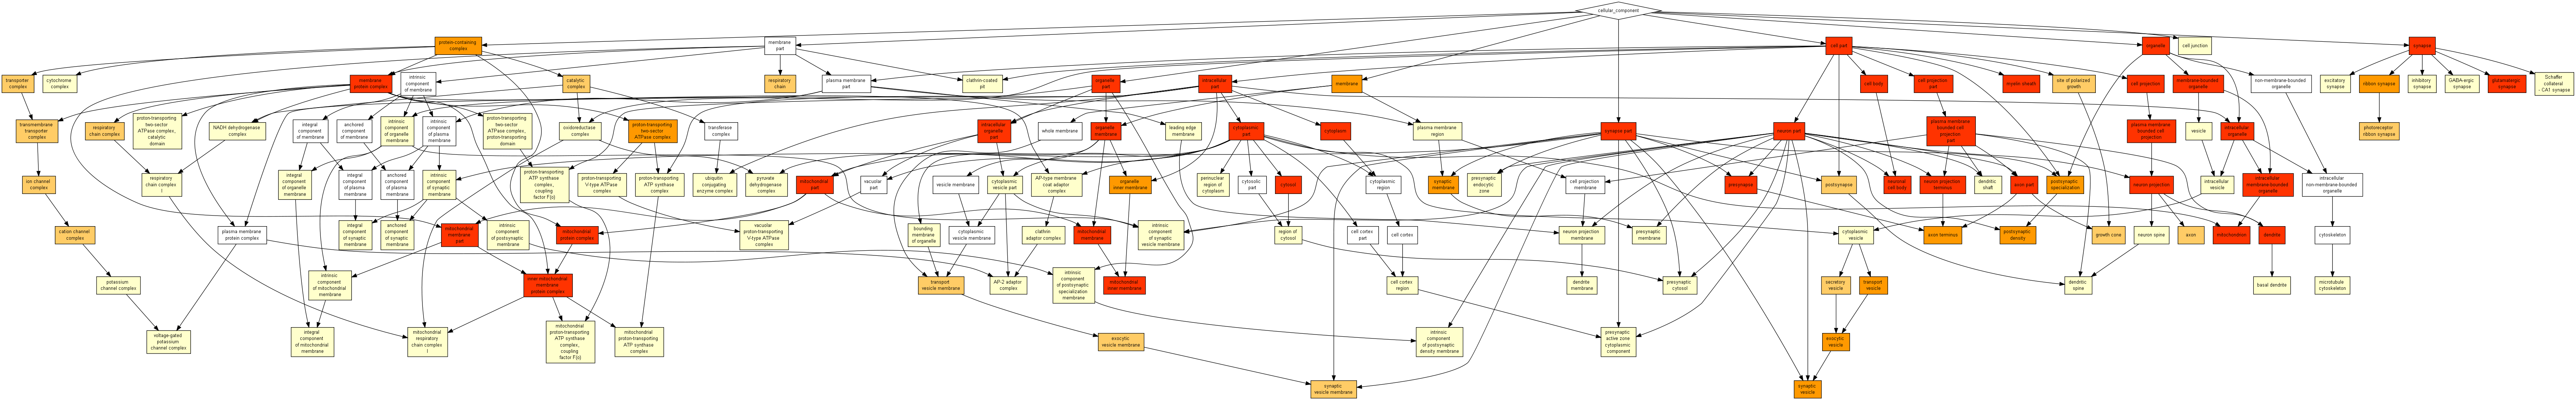 cellular_component
protein-containing
complex
membrane
part
cell part
organelle
cell junction
synapse
transporter
complex
cytochrome
complex
membrane
protein complex
intrinsic
component
of membrane
catalytic
complex
respiratory
chain
plasma membrane
part
clathrin-coated
pit
organelle
part
intracellular
part
membrane
cell body
cell projection
part
myelin sheath
site of polarized
growth
cell projection
membrane-bounded
organelle
non-membrane-bounded
organelle
excitatory
synapse
ribbon synapse
inhibitory
synapse
GABA-ergic
synapse
glutamatergic
synapse
Schaffer
collateral
- CA1 synapse
transmembrane
transporter
complex
respiratory
chain complex
proton-transporting
two-sector
ATPase complex,
catalytic
domain
NADH dehydrogenase
complex
integral
component
of membrane
anchored
component
of membrane
intrinsic
component
of organelle
membrane
intrinsic
component
of plasma
membrane
proton-transporting
two-sector
ATPase complex,
proton-transporting
domain
oxidoreductase
complex
proton-transporting
two-sector
ATPase complex
transferase
complex
intracellular
organelle
part
whole membrane
organelle
membrane
leading edge
membrane
cytoplasmic
part
cytoplasm
plasma membrane
region
synapse part
neuron part
plasma membrane
bounded cell
projection
part
plasma membrane
bounded cell
projection
vesicle
intracellular
organelle
photoreceptor
ribbon synapse
ion channel
complex
respiratory
chain complex
I
integral
component
of organelle
membrane
integral
component
of plasma
membrane
anchored
component
of plasma
membrane
intrinsic
component
of synaptic
membrane
proton-transporting
ATP synthase
complex,
coupling
factor F(o)
proton-transporting
V-type ATPase
complex
proton-transporting
ATP synthase
complex
ubiquitin
conjugating
enzyme complex
pyruvate
dehydrogenase
complex
mitochondrial
part
vacuolar
part
vesicle membrane
cytoplasmic
vesicle part
AP-type membrane
coat adaptor
complex
organelle
inner membrane
perinuclear
region of
cytoplasm
cytosolic
part
cytosol
cytoplasmic
region
synaptic
membrane
presynaptic
endocytic
zone
cell projection
membrane
presynapse
postsynapse
neuronal
cell body
neuron projection
terminus
dendritic
shaft
axon part
postsynaptic
specialization
neuron projection
intracellular
vesicle
intracellular
membrane-bounded
organelle
intracellular
non-membrane-bounded
organelle
cation channel
complex
plasma membrane
protein complex
integral
component
of synaptic
membrane
anchored
component
of synaptic
membrane
mitochondrial
membrane
part
intrinsic
component
of postsynaptic
membrane
mitochondrial
protein complex
vacuolar
proton-transporting
V-type ATPase
complex
bounding
membrane
of organelle
cytoplasmic
vesicle membrane
clathrin
adaptor complex
mitochondrial
membrane
intrinsic
component
of synaptic
vesicle membrane
region of
cytosol
cell cortex
part
cell cortex
neuron projection
membrane
presynaptic
membrane
cytoplasmic
vesicle
axon terminus
postsynaptic
density
growth cone
neuron spine
axon
mitochondrion
dendrite
cytoskeleton
potassium
channel complex
intrinsic
component
of mitochondrial
membrane
inner mitochondrial
membrane
protein complex
transport
vesicle membrane
AP-2 adaptor
complex
intrinsic
component
of postsynaptic
specialization
membrane
mitochondrial
inner membrane
cell cortex
region
dendrite
membrane
presynaptic
cytosol
secretory
vesicle
transport
vesicle
dendritic
spine
basal dendrite
microtubule
cytoskeleton
voltage-gated
potassium
channel complex
integral
component
of mitochondrial
membrane
mitochondrial
respiratory
chain complex
I
mitochondrial
proton-transporting
ATP synthase
complex,
coupling
factor F(o)
mitochondrial
proton-transporting
ATP synthase
complex
exocytic
vesicle membrane
intrinsic
component
of postsynaptic
density membrane
presynaptic
active zone
cytoplasmic
component
exocytic
vesicle
synaptic
vesicle membrane
synaptic
vesicle